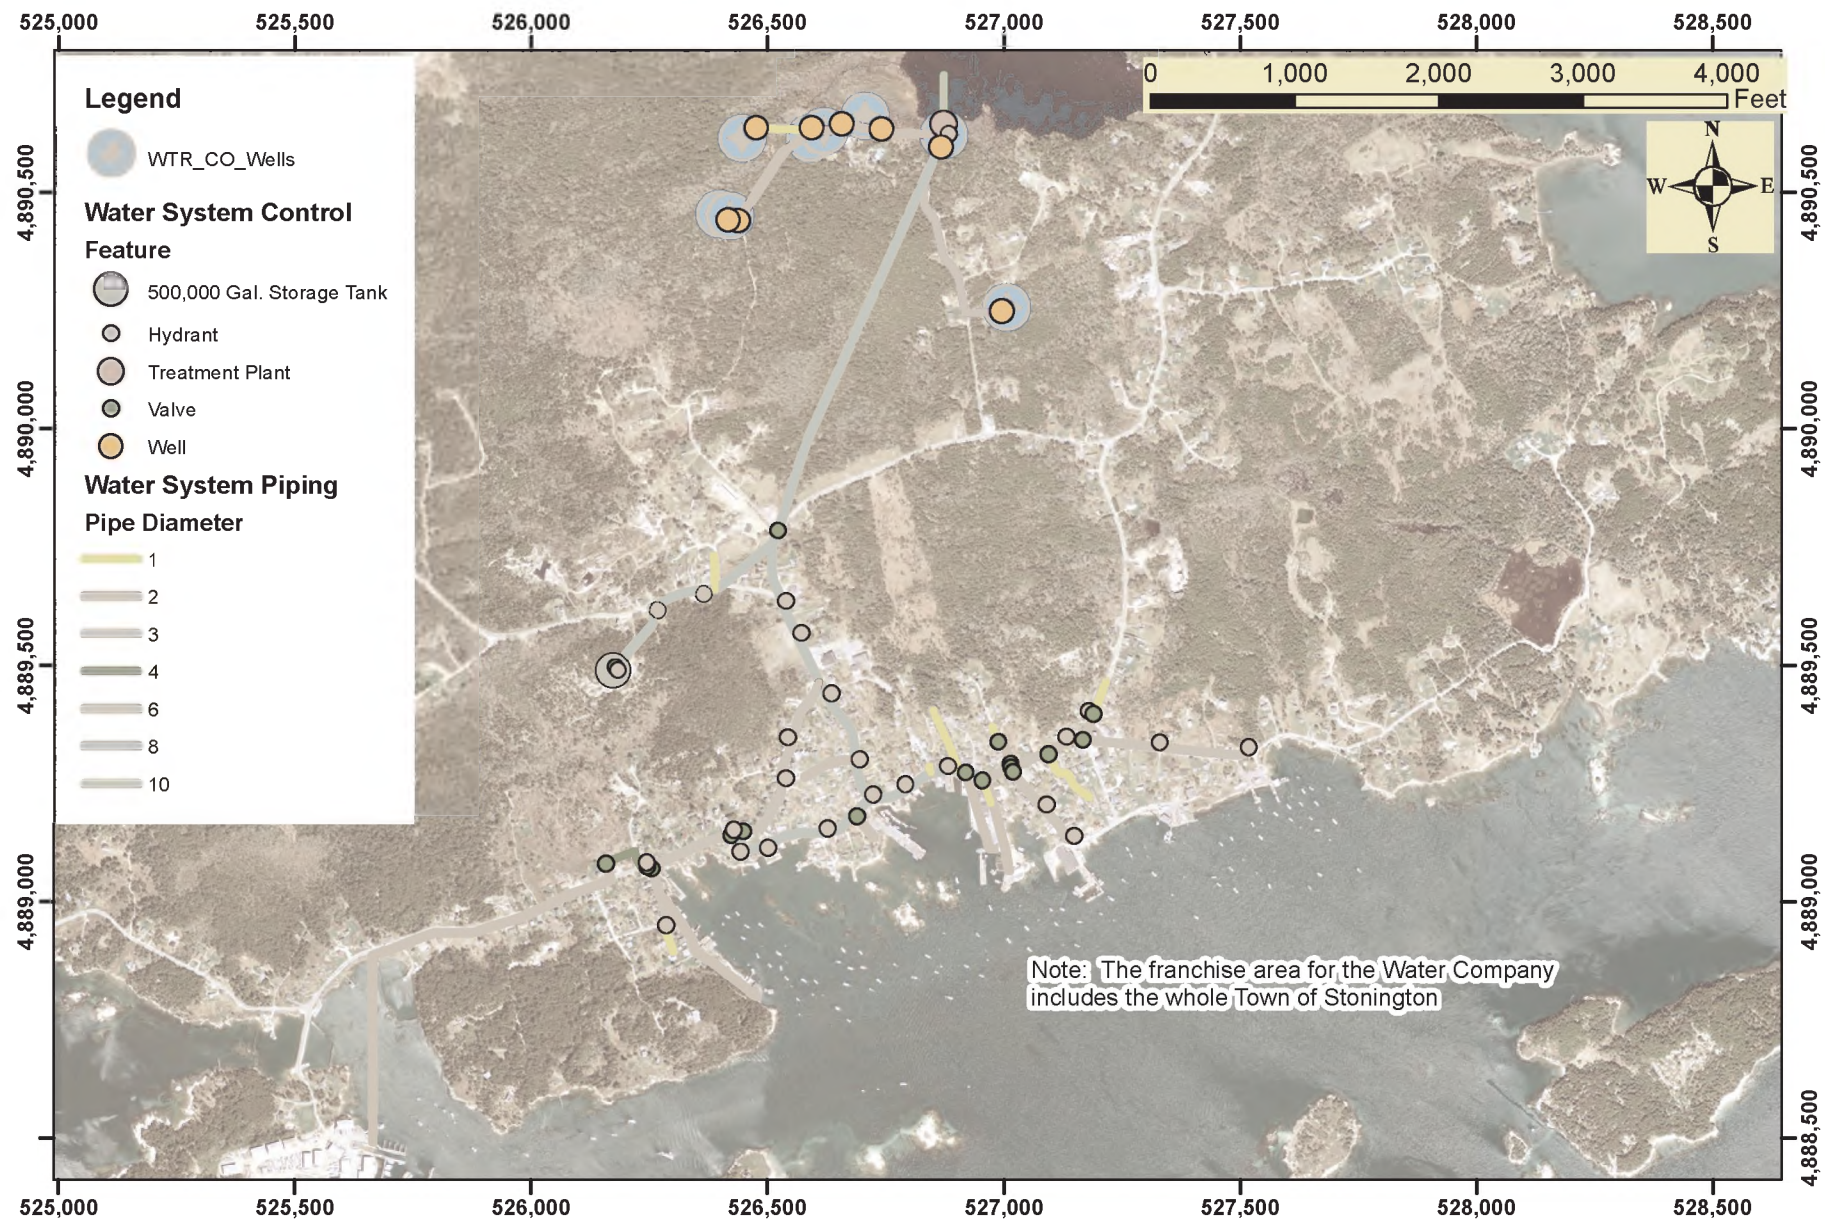 525,000 525,500 526,000 526,500 527,000 527,500 528,000 528,500
0 1,000 2,000 3,000 4,000
Feet
N
W E
S
Legend
WTR_CO_Wells
Water System Control
Feature
500,000 Gal. Storage Tank
Hydrant
Treatment Plant
Valve
Well
Water System Piping
Pipe Diameter
1
2
3
4
6
8
10
4,890,500
4,890,000
4,889,500
4,889,000
4,890,500
4,890,000
4,889,500
4,889,000
4,888,500
Note: The franchise area for the Water Company
includes the whole Town of Stonington
525,000 525,500 526,000 526,500 527,000 527,500 528,000 528,500